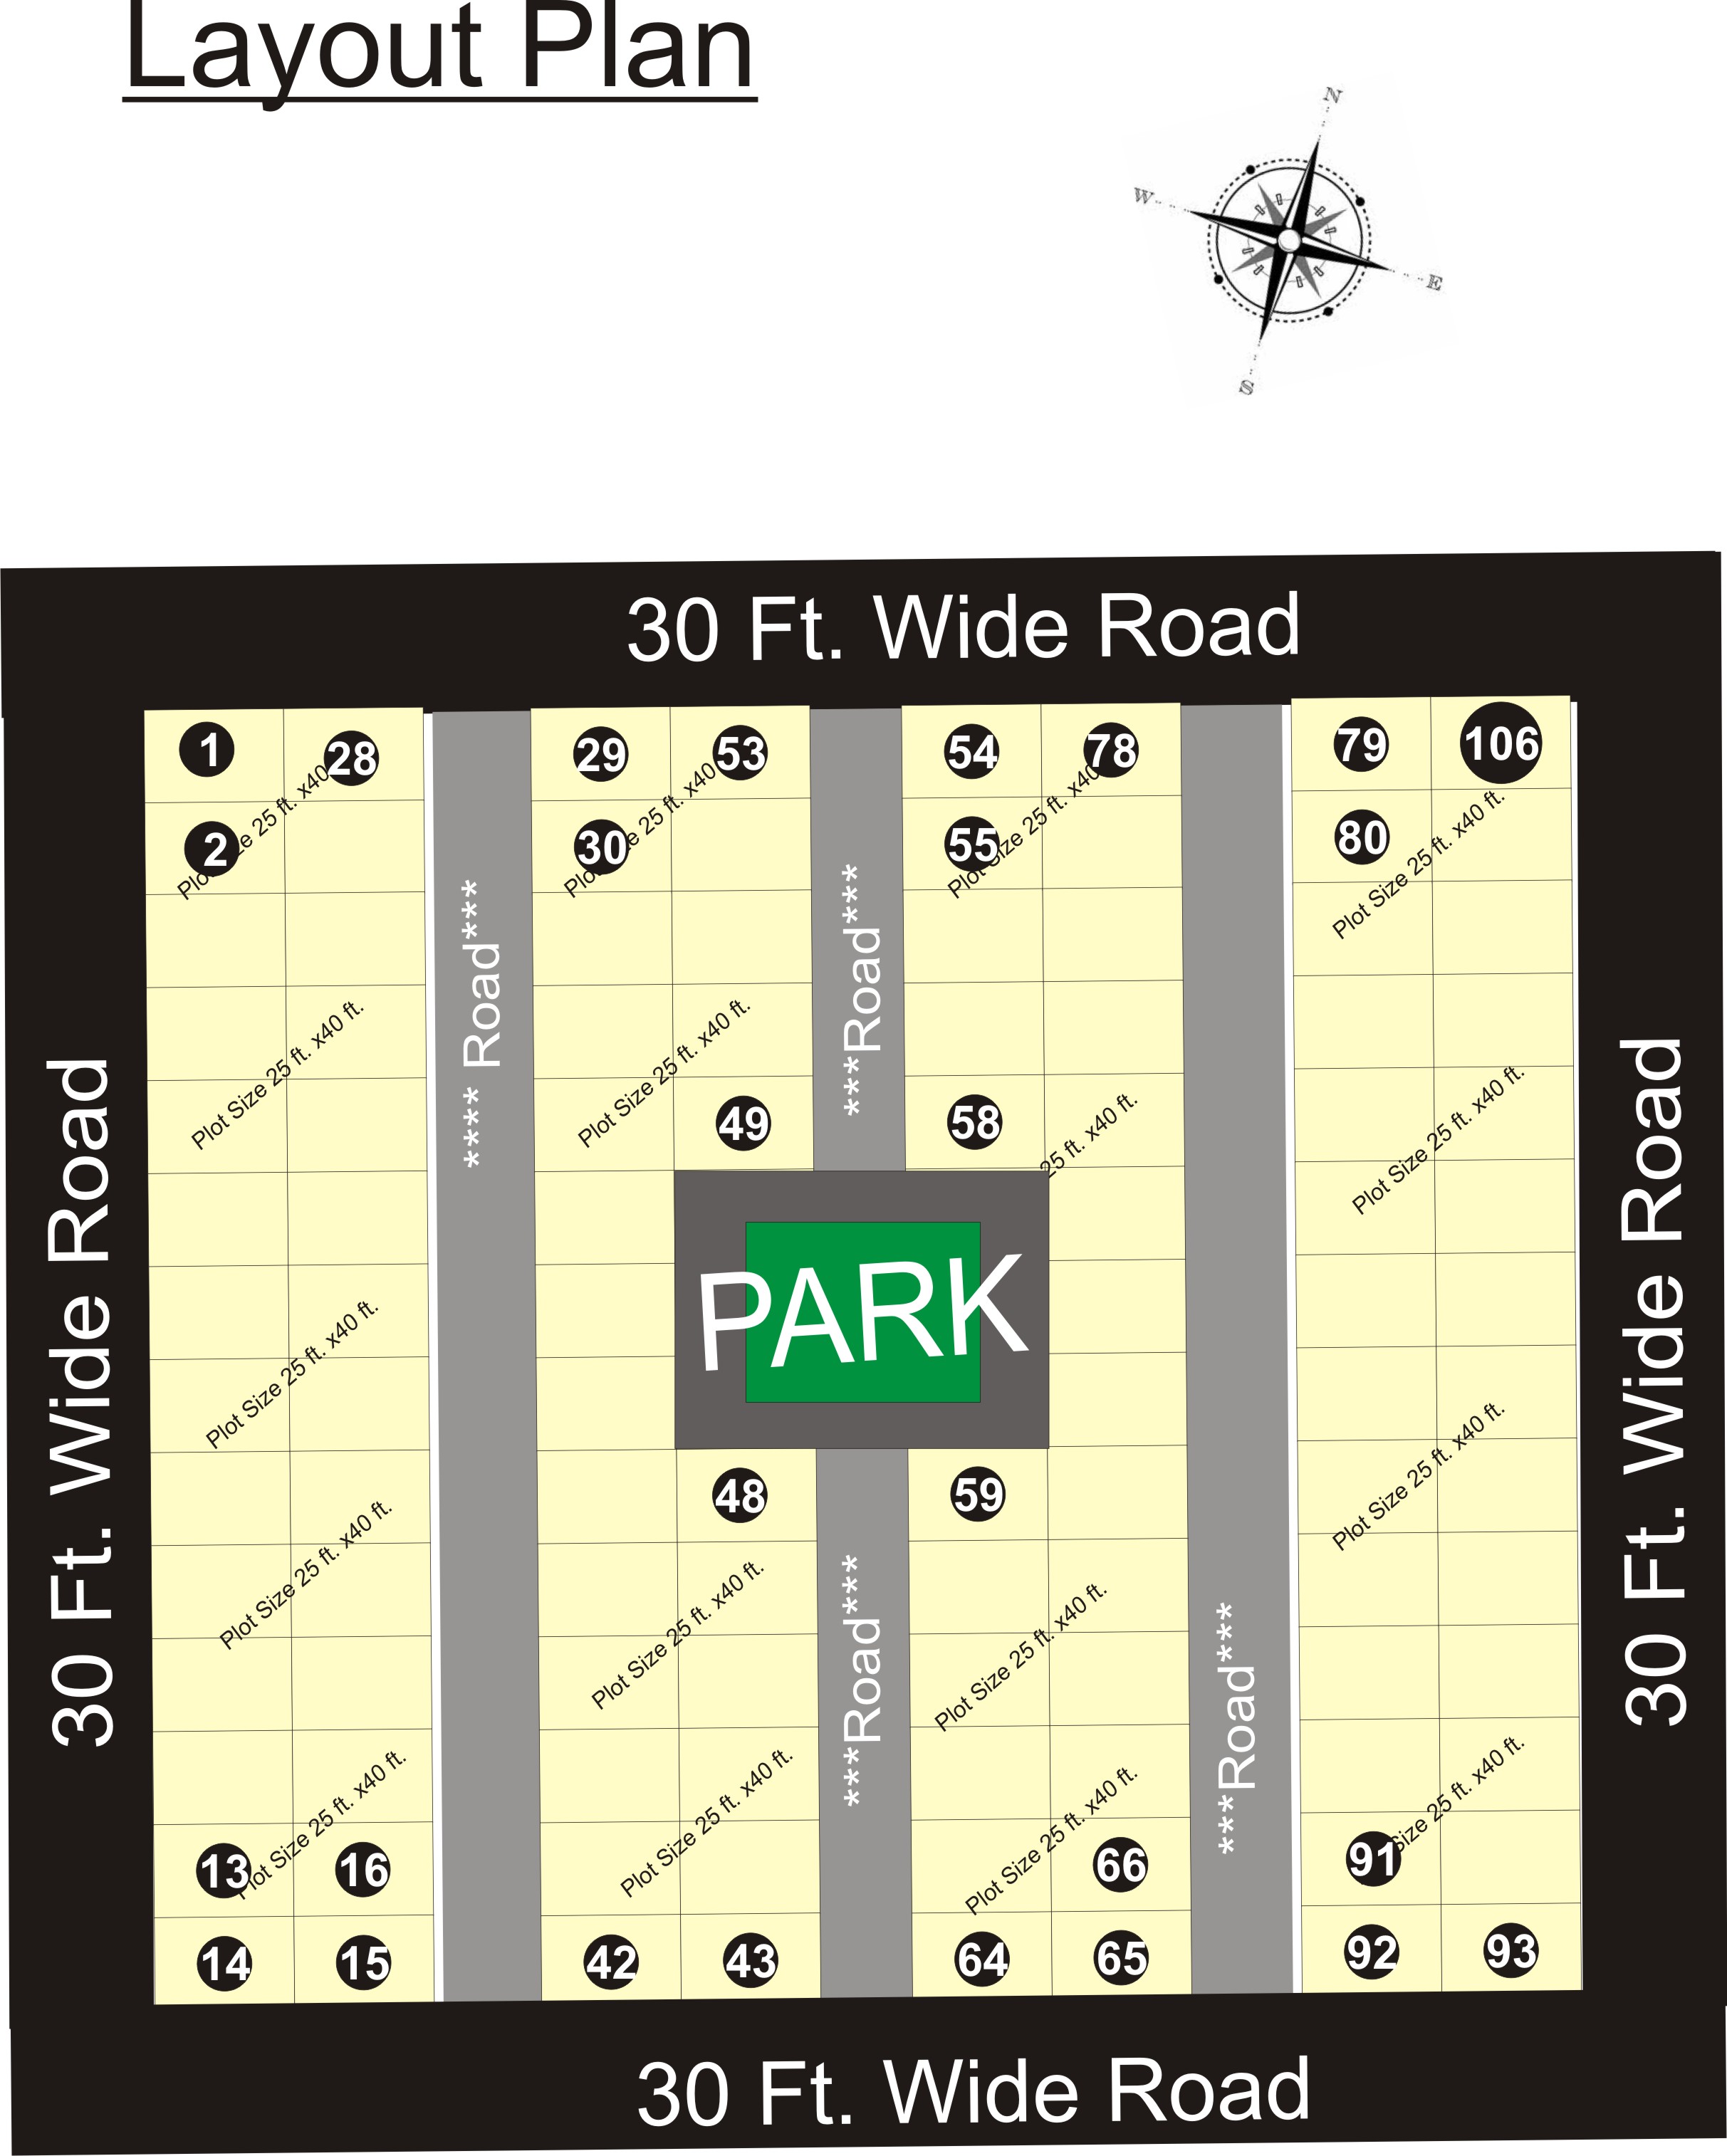 Layout Plan
N
W
E
S
30 Ft. Wide Road
1
28
29
53
54
78
79
106
2
30
55
80
Plot Size 25 ft. x40
Plot Size 25 ft. x40
Plot Size 25 ft. x40
Plot Size 25 ft. x40 ft.
**** Road****
***Road***
Plot Size 25 ft. x40 ft.
Plot Size 25 ft. x40 ft.
25 ft. x40 ft.
Plot Size 25 ft. x40 ft.
49
58
30 Ft. Wide Road
30 Ft. Wide Road
PARK
Plot Size 25 ft. x40 ft.
Plot Size 25 ft. x40 ft.
48
59
Plot Size 25 ft. x40 ft.
Plot Size 25 ft. x40 ft.
Plot Size 25 ft. x40 ft.
***Road****
****Road****
Plot Size 25 ft. x40 ft.
Plot Size 25 ft. x40 ft.
Plot Size 25 ft. x40 ft.
Size 25 ft. x40 ft.
13
16
66
91
14
15
42
43
64
65
92
93
30 Ft. Wide Road